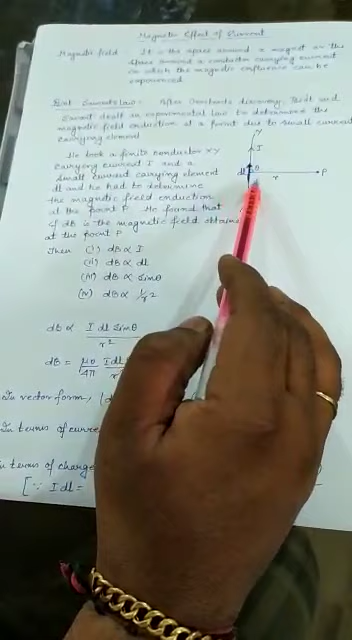 Magnetic Effect of Current
Magnetic field It is the space around a magnet or the
space around a conductor carrying current
in which the magnetic influence can be
experienced
Biot Savart's Law: After Oersteds discovery, Biot and
Savart dealt an experimental law to determine the
magnetic field induction at a point due to small current
carrying element
He took a finite conductor XY
carrying current I and a
small current carrying element
dl and he had to determine
the magnetic field induction
at the point P. He found that
if dB is the magnetic field obtained
at the point P
Y
I
θ
dl
r
P
Then (i) dB ∝ I
(ii) dB ∝ dl
(iii) dB ∝ sinθ
(iv) dB ∝ 1/r2
dB ∝ I dl sinθ / r2
dB = μ0/4π Idl
In vector form,
In terms of
In terms of charge
[∵ Idl =